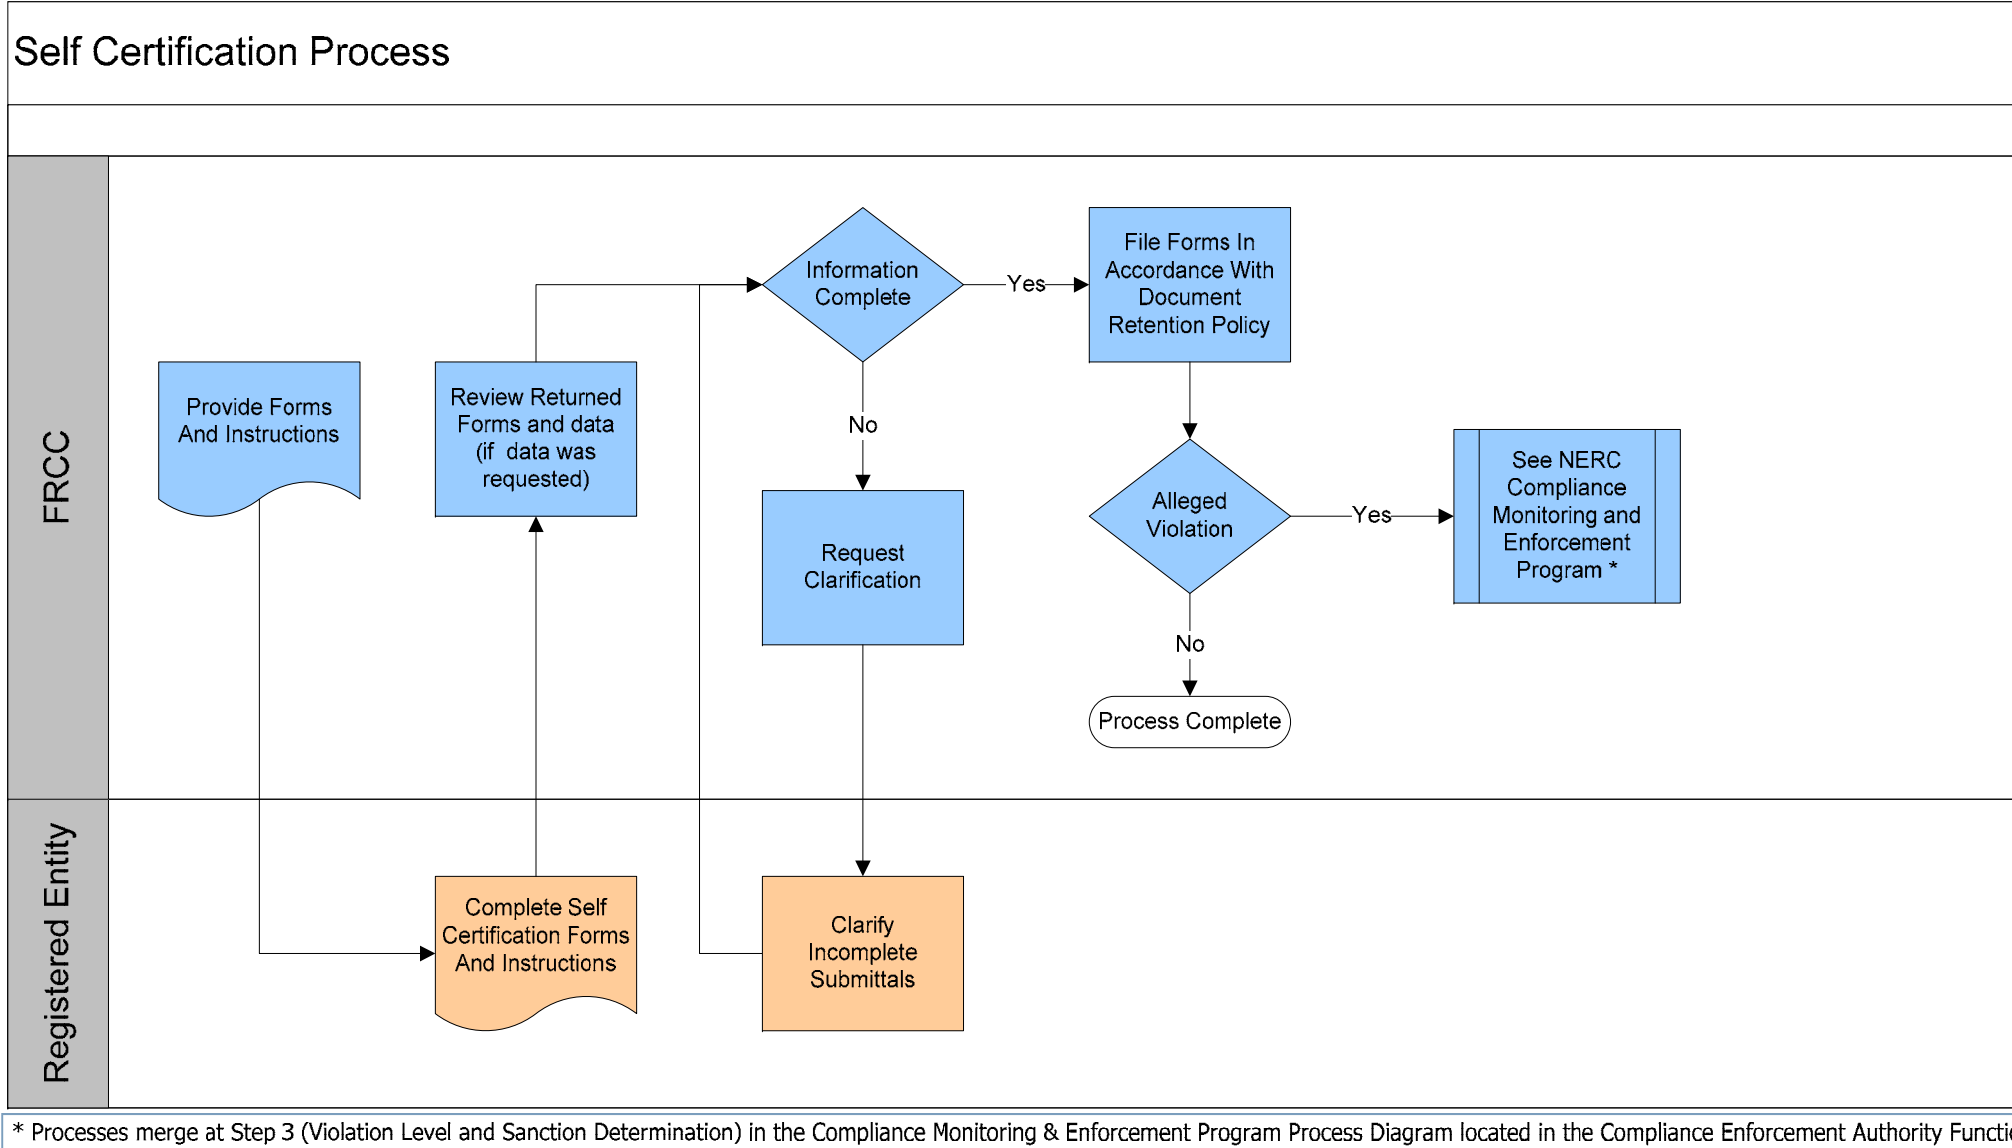 Self Certification Process
FRCC
Provide Forms
And Instructions
Review Returned
Forms and data
(if data was
requested)
Information
Complete
Yes
No
Request
Clarification
File Forms In
Accordance With
Document
Retention Policy
Alleged
Violation
Yes
No
Process Complete
See NERC
Compliance
Monitoring and
Enforcement
Program *
Registered Entity
Complete Self
Certification Forms
And Instructions
Clarify
Incomplete
Submittals
* Processes merge at Step 3 (Violation Level and Sanction Determination) in the Compliance Monitoring & Enforcement Program Process Diagram located in the Compliance Enforcement Authority